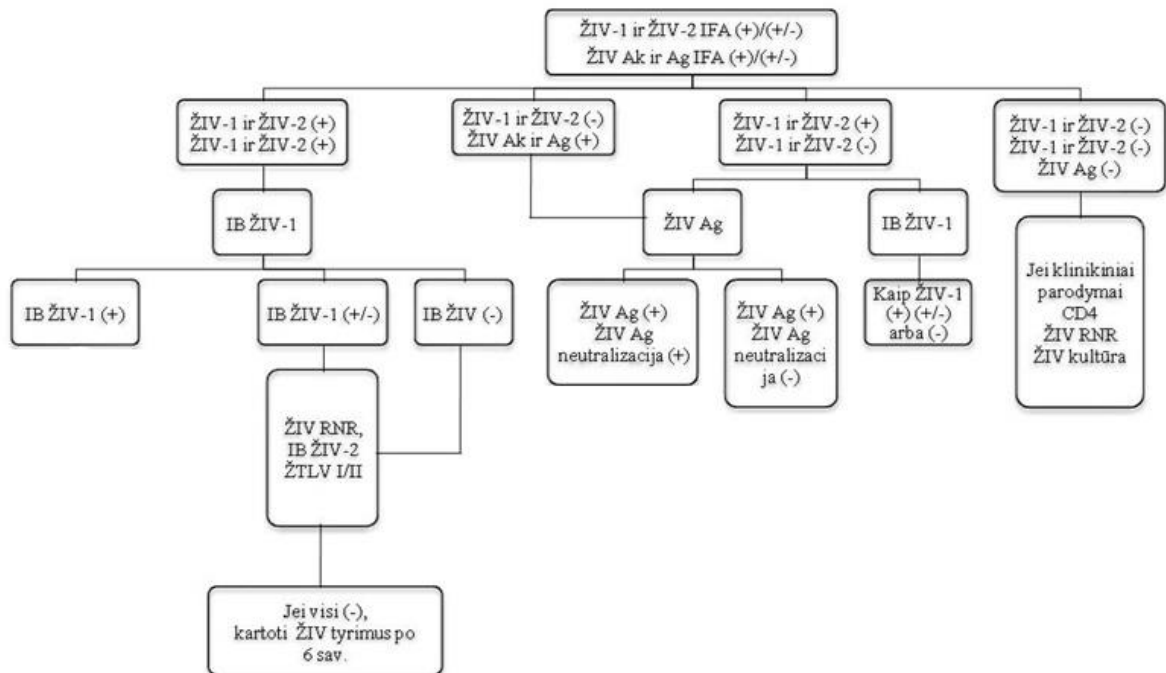 ŽIV-1 ir ŽIV-2 IFA (+)/(+/-)
ŽIV Ak ir Ag IFA (+)/(+/-)
ŽIV-1 ir ŽIV-2 (+)
ŽIV-1 ir ŽIV-2 (+)
ŽIV-1 ir ŽIV-2 (-)
ŽIV Ak ir Ag (+)
ŽIV-1 ir ŽIV-2 (+)
ŽIV-1 ir ŽIV-2 (-)
ŽIV-1 ir ŽIV-2 (-)
ŽIV-1 ir ŽIV-2 (-)
ŽIV Ag (-)
IB ŽIV-1
ŽIV Ag
IB ŽIV-1
Jei klinikiniai
parodymai
CD4
ŽIV RNR
ŽIV kultūra
IB ŽIV-1 (+)
IB ŽIV-1 (+/-)
IB ŽIV (-)
ŽIV Ag (+)
ŽIV Ag
neutralizacija (+)
ŽIV Ag (+)
ŽIV Ag
neutralizaci
ja (-)
Kaip ŽIV-1
(+) (+/-)
arba (-)
ŽIV RNR,
IB ŽIV-2
ŽTLV I/II
Jei visi (-),
kartoti ŽIV tyrimus po
6 sav.